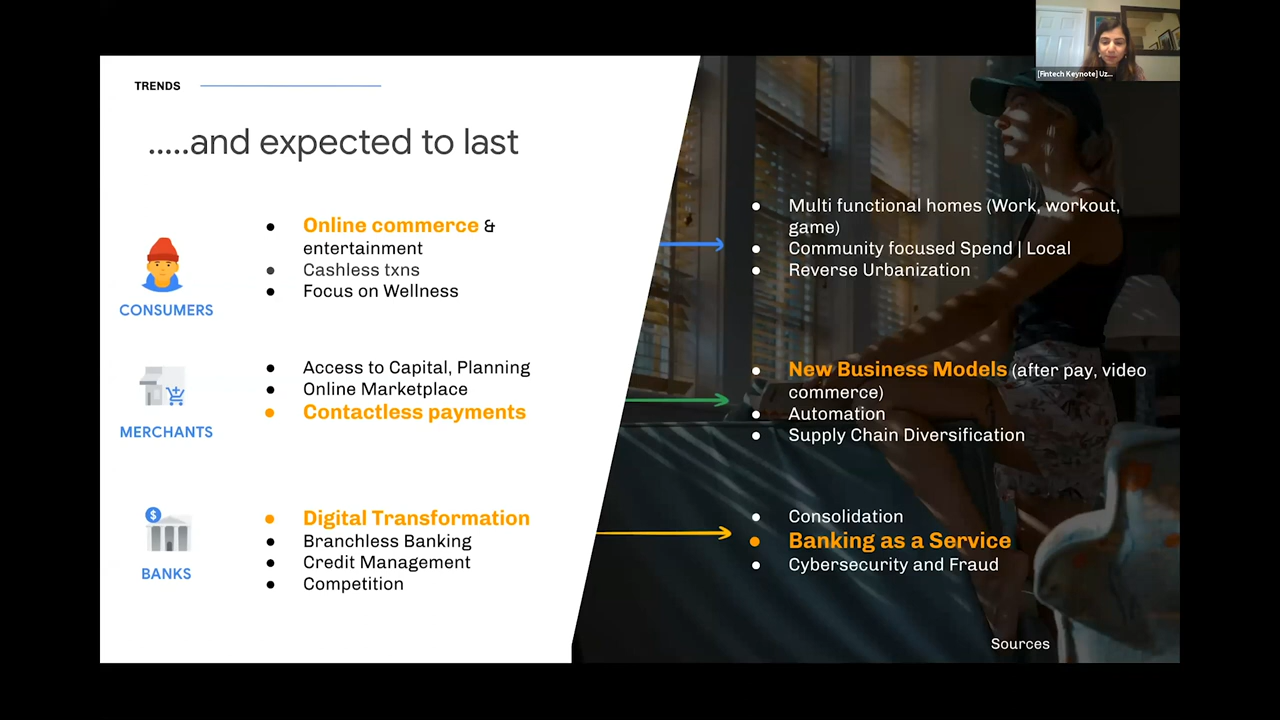 [Fintech Keynote] Uz...
TRENDS
.....and expected to last
Online commerce &
entertainment
Cashless txns
Focus on Wellness
CONSUMERS
Multi functional homes (Work, workout,
game)
Community focused Spend | Local
Reverse Urbanization
Access to Capital, Planning
Online Marketplace
Contactless payments
MERCHANTS
New Business Models (after pay, video
commerce)
Automation
Supply Chain Diversification
$
Digital Transformation
Branchless Banking
Credit Management
Competition
BANKS
Consolidation
Banking as a Service
Cybersecurity and Fraud
Sources